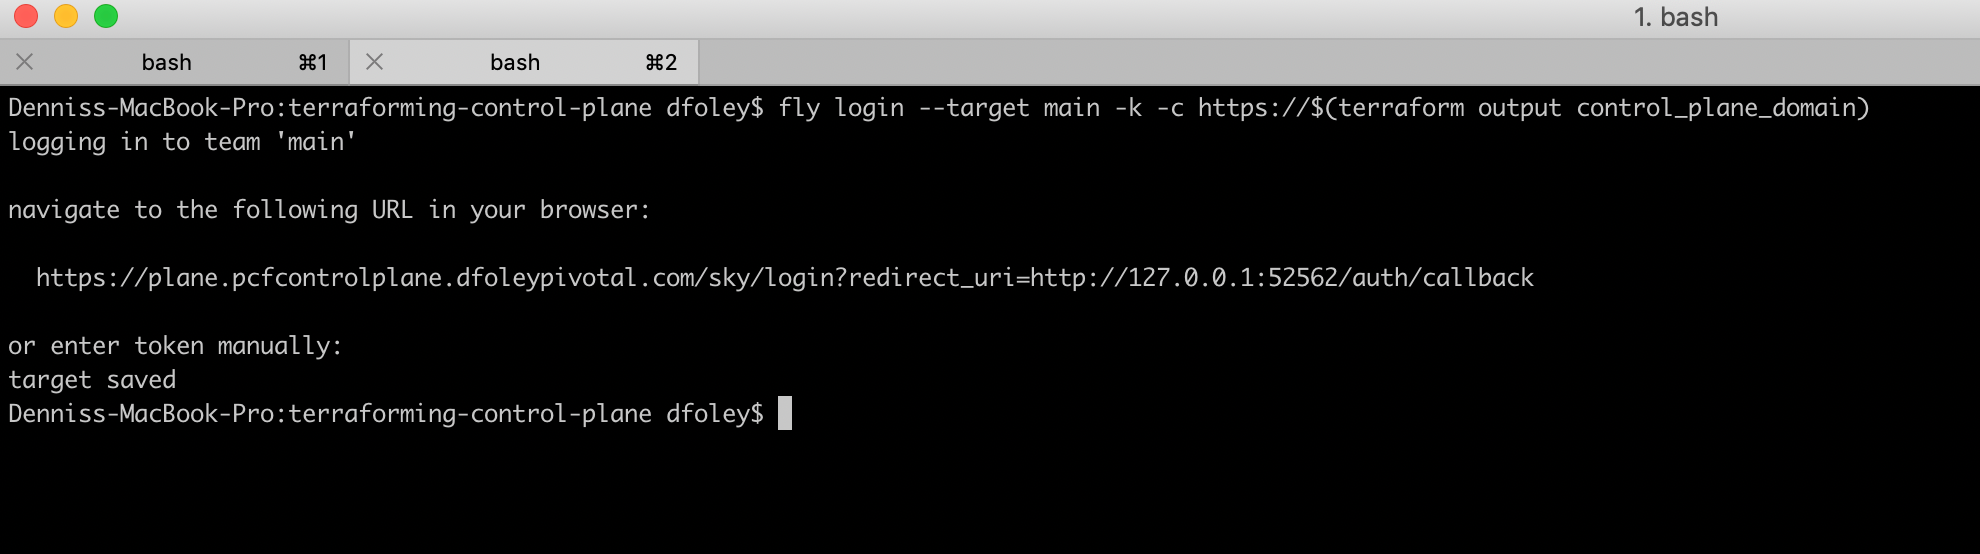 1. bash
bash ⌘1 bash ⌘2
Denniss-MacBook-Pro:terraforming-control-plane dfoley$ fly login --target main -k -c https://$(terraform output control_plane_domain)
logging in to team 'main'
navigate to the following URL in your browser:
https://plane.pcfcontrolplane.dfoleypivotal.com/sky/login?redirect_uri=http://127.0.0.1:52562/auth/callback
or enter token manually:
target saved
Denniss-MacBook-Pro:terraforming-control-plane dfoley$